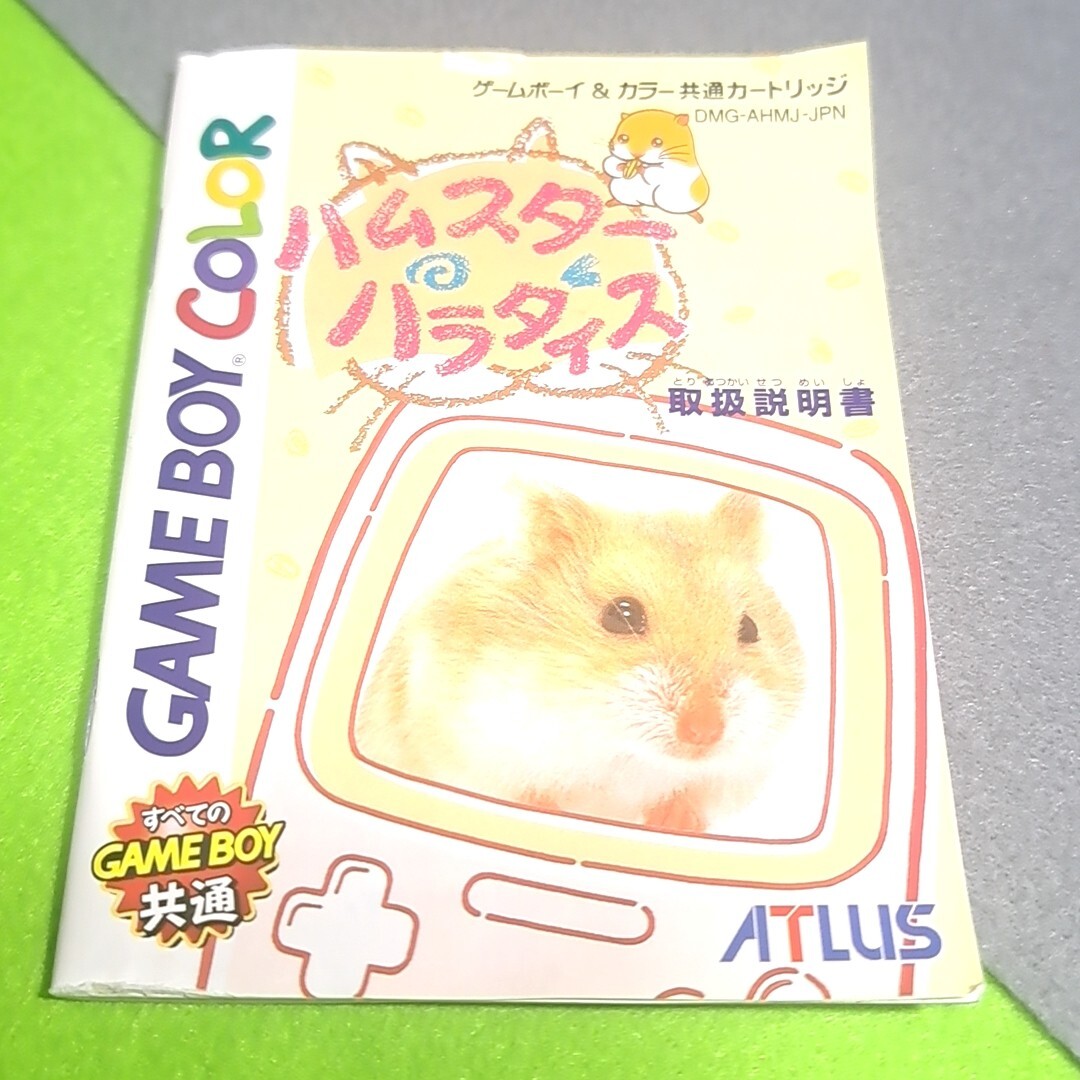 ゲームボーイ & カラー共通カートリッジ
DMG-AHMJ-JPN
ハムスター
パラダイス
とりあつかいせつめいしょ
取扱説明書
GAME BOY® COLOR
すべての
GAME BOY
共通
ATLUS